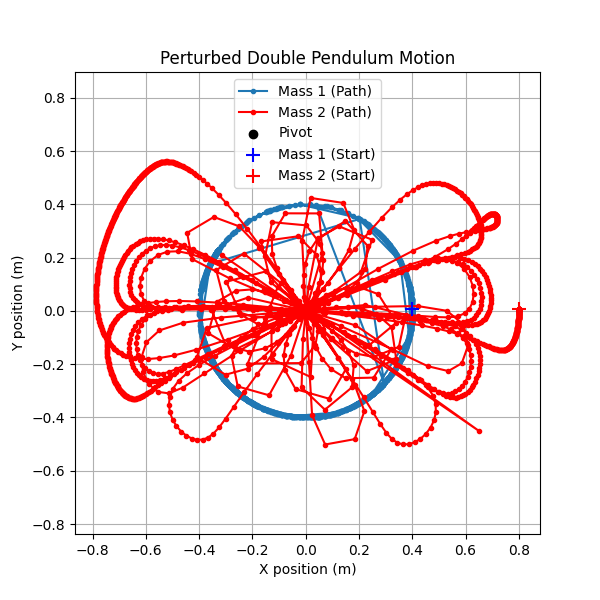 Perturbed Double Pendulum Motion
Mass 1 (Path)
Mass 2 (Path)
Pivot
Mass 1 (Start)
Mass 2 (Start)
Y position (m)
0.8
0.6
0.4
0.2
0.0
−0.2
−0.4
−0.6
−0.8
−0.8 −0.6 −0.4 −0.2 0.0 0.2 0.4 0.6 0.8
X position (m)